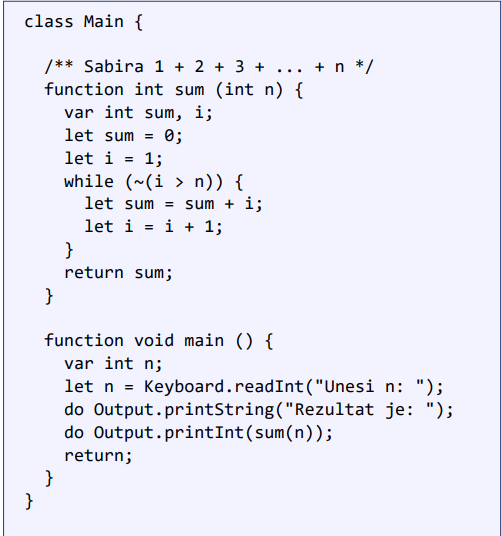 class Main {
/** Sabira 1 + 2 + 3 + ... + n */
function int sum (int n) {
var int sum, i;
let sum = 0;
let i = 1;
while (~(i > n)) {
let sum = sum + i;
let i = i + 1;
}
return sum;
}
function void main () {
var int n;
let n = Keyboard.readInt("Unesi n: ");
do Output.printString("Rezultat je: ");
do Output.printInt(sum(n));
return;
}
}